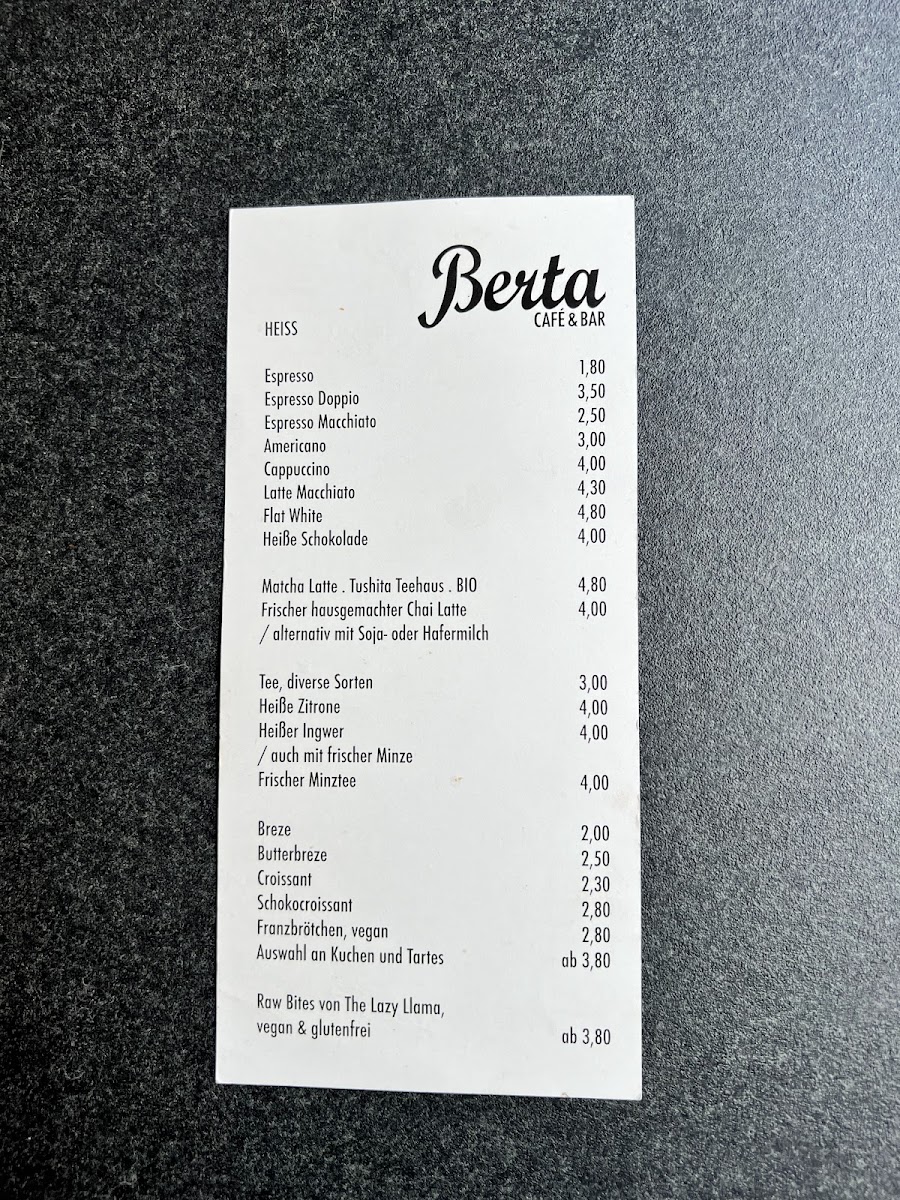 Berta
CAFÉ & BAR
HEISS
Espresso 1,80
Espresso Doppio 3,50
Espresso Macchiato 2,50
Americano 3,00
Cappuccino 4,00
Latte Macchiato 4,30
Flat White 4,80
Heiße Schokolade 4,00
Matcha Latte . Tushita Teehaus . BIO 4,80
Frischer hausgemachter Chai Latte 4,00
/ alternativ mit Soja- oder Hafermilch
Tee, diverse Sorten 3,00
Heiße Zitrone 4,00
Heißer Ingwer 4,00
/ auch mit frischer Minze
Frischer Minztee 4,00
Breze 2,00
Butterbreze 2,50
Croissant 2,30
Schokocroissant 2,80
Franzbrötchen, vegan 2,80
Auswahl an Kuchen und Tartes ab 3,80
Raw Bites von The Lazy Llama,
vegan & glutenfrei ab 3,80